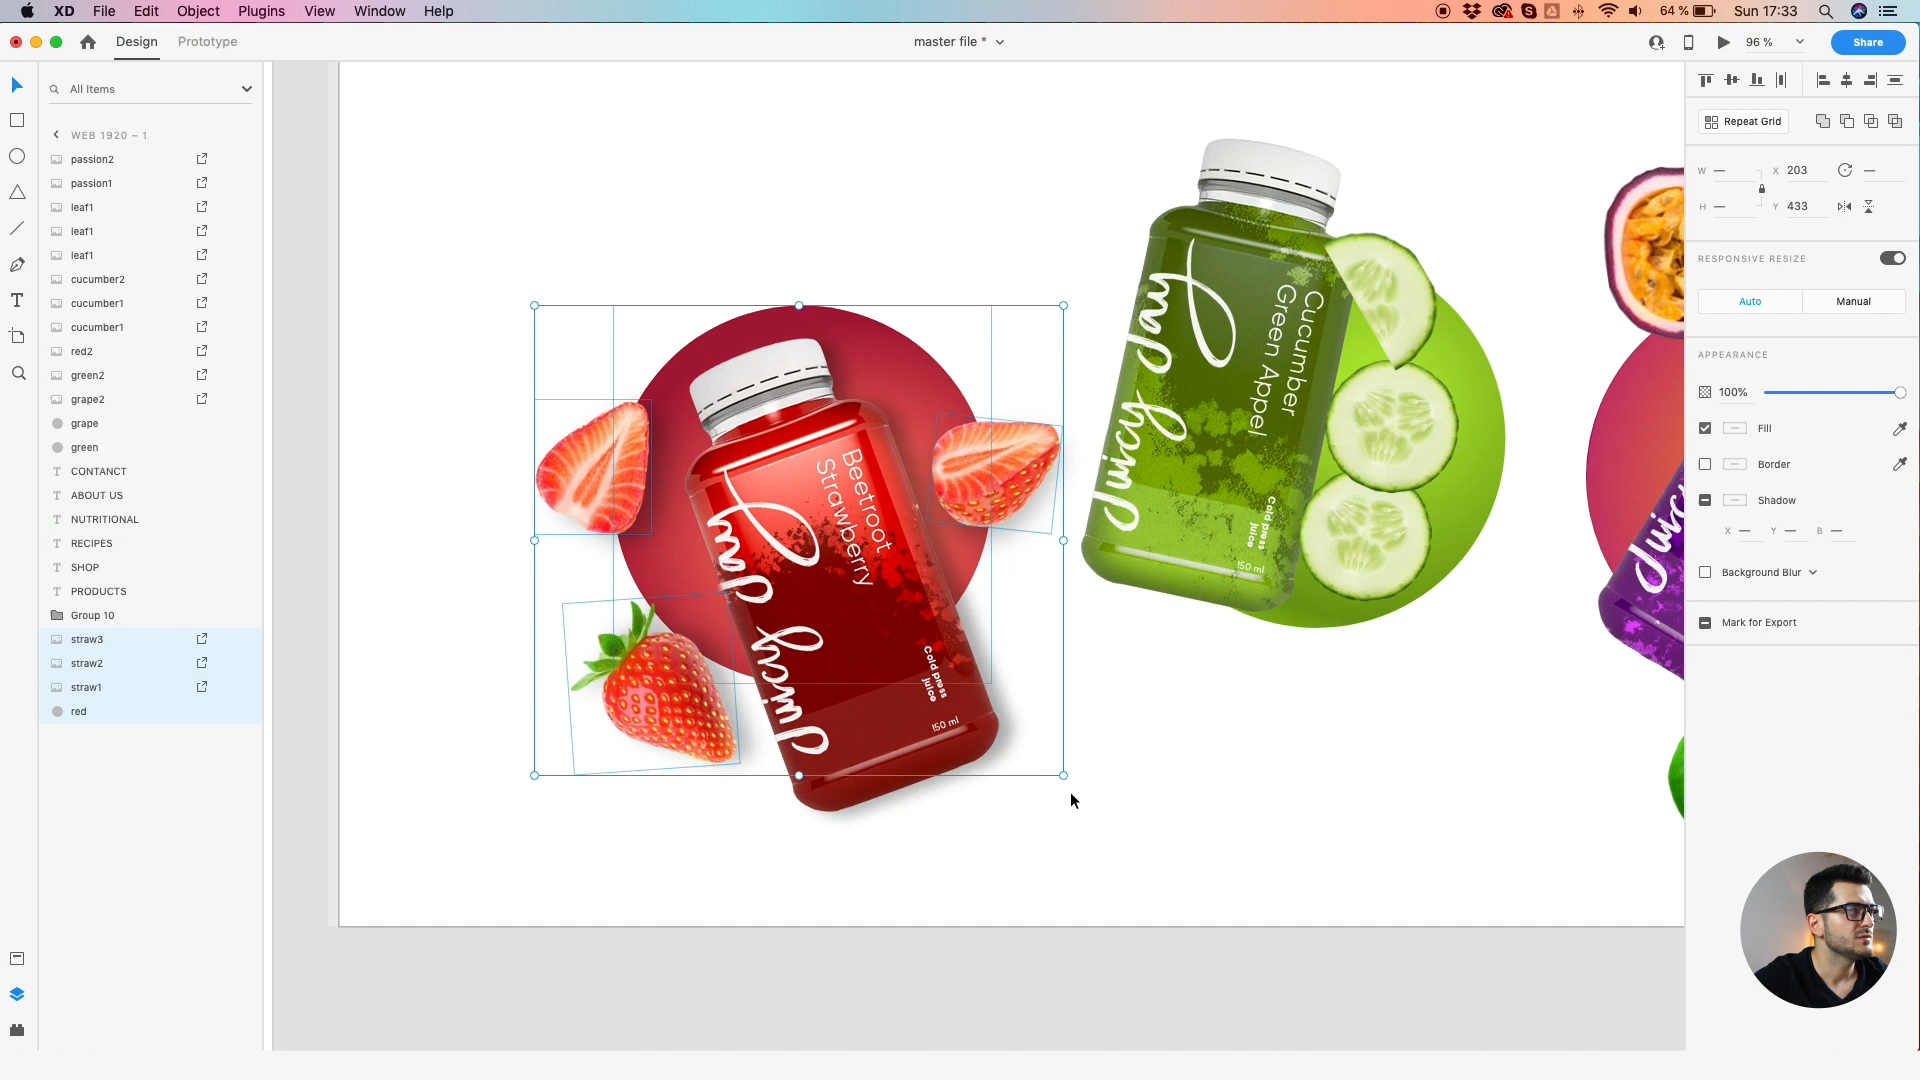 XD File Edit Object Plugins View Window Help
64 % Sun 17:33
Design Prototype
master file *
96 %
Share
All Items
WEB 1920 – 1
passion2
passion1
leaf1
leaf1
leaf1
cucumber2
cucumber1
cucumber1
red2
green2
grape2
grape
green
CONTANCT
ABOUT US
NUTRITIONAL
RECIPES
SHOP
PRODUCTS
Group 10
straw3
straw2
straw1
red
Juicy day
Beetroot
Strawberry
Cold press
juice
150 ml
Juicy day
Cucumber
Green Appel
Cold press
juice
150 ml
Juicy
Repeat Grid
W — X 203 —
H — Y 433
RESPONSIVE RESIZE
Auto Manual
APPEARANCE
100%
Fill
Border
Shadow
X — Y — B —
Background Blur
Mark for Export